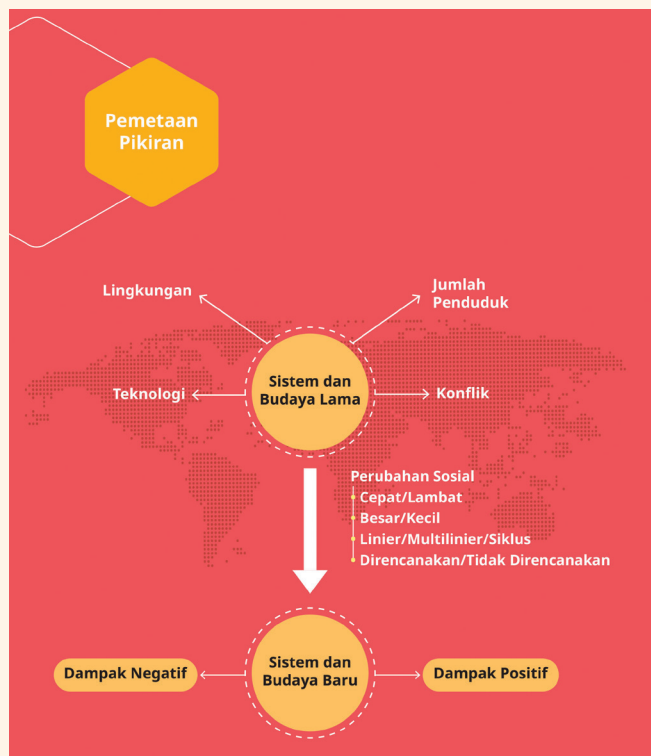 Pemetaan
Pikiran
Lingkungan
Jumlah
Penduduk
Sistem dan
Budaya Lama
Teknologi
Konflik
Perubahan Sosial
Cepat/Lambat
Besar/Kecil
Linier/Multilinier/Siklus
Direncanakan/Tidak Direncanakan
Sistem dan
Budaya Baru
Dampak Negatif
Dampak Positif